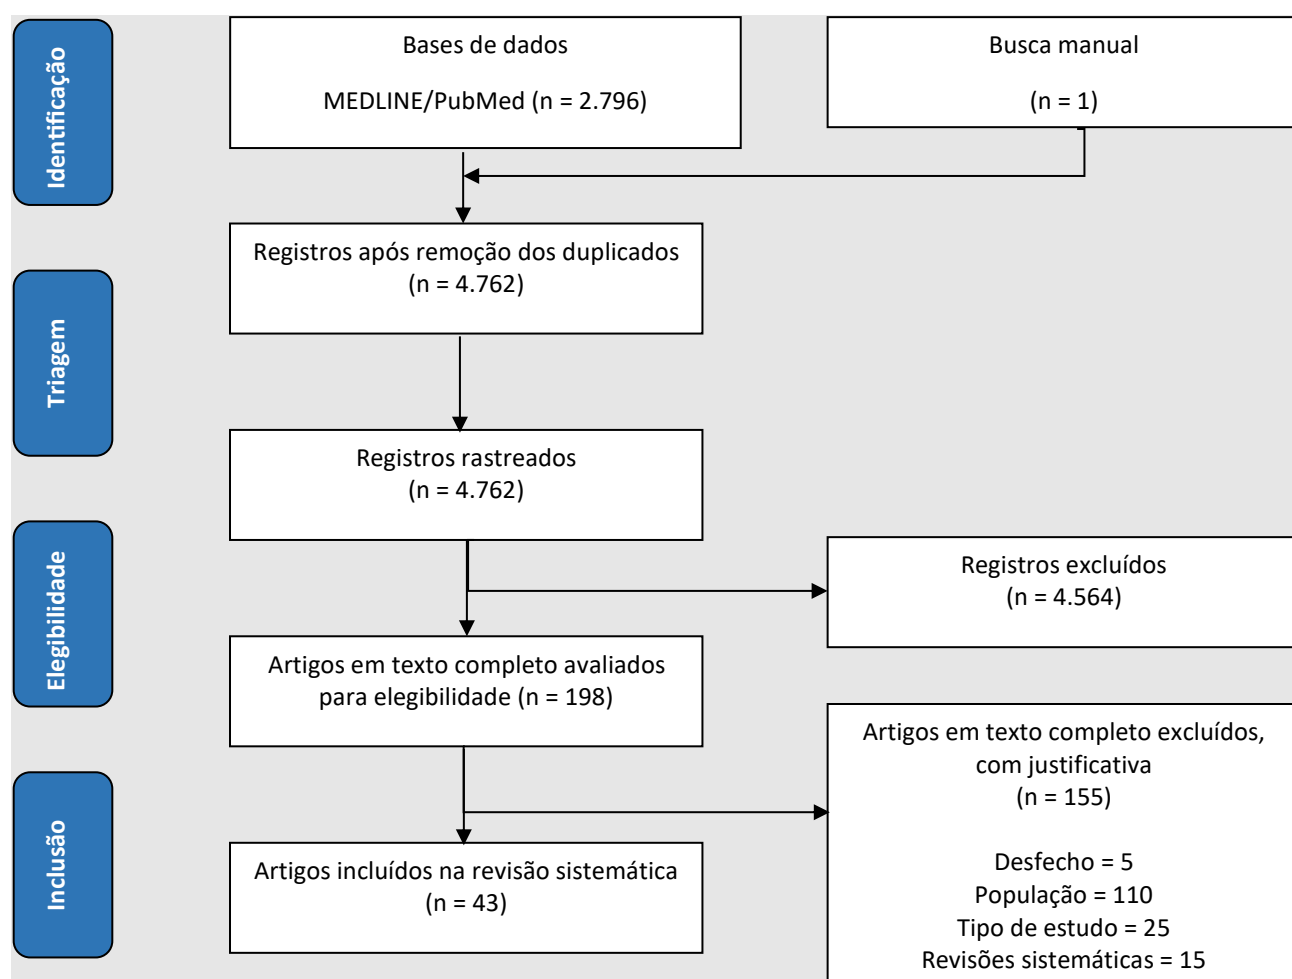 Identificação
Bases de dados
MEDLINE/PubMed (n = 2.796)
Busca manual
(n = 1)
Registros após remoção dos duplicados
(n = 4.762)
Triagem
Registros rastreados
(n = 4.762)
Elegibilidade
Registros excluídos
(n = 4.564)
Artigos em texto completo avaliados
para elegibilidade (n = 198)
Artigos em texto completo excluídos,
com justificativa
(n = 155)
Desfecho = 5
População = 110
Tipo de estudo = 25
Revisões sistemáticas = 15
Inclusão
Artigos incluídos na revisão sistemática
(n = 43)